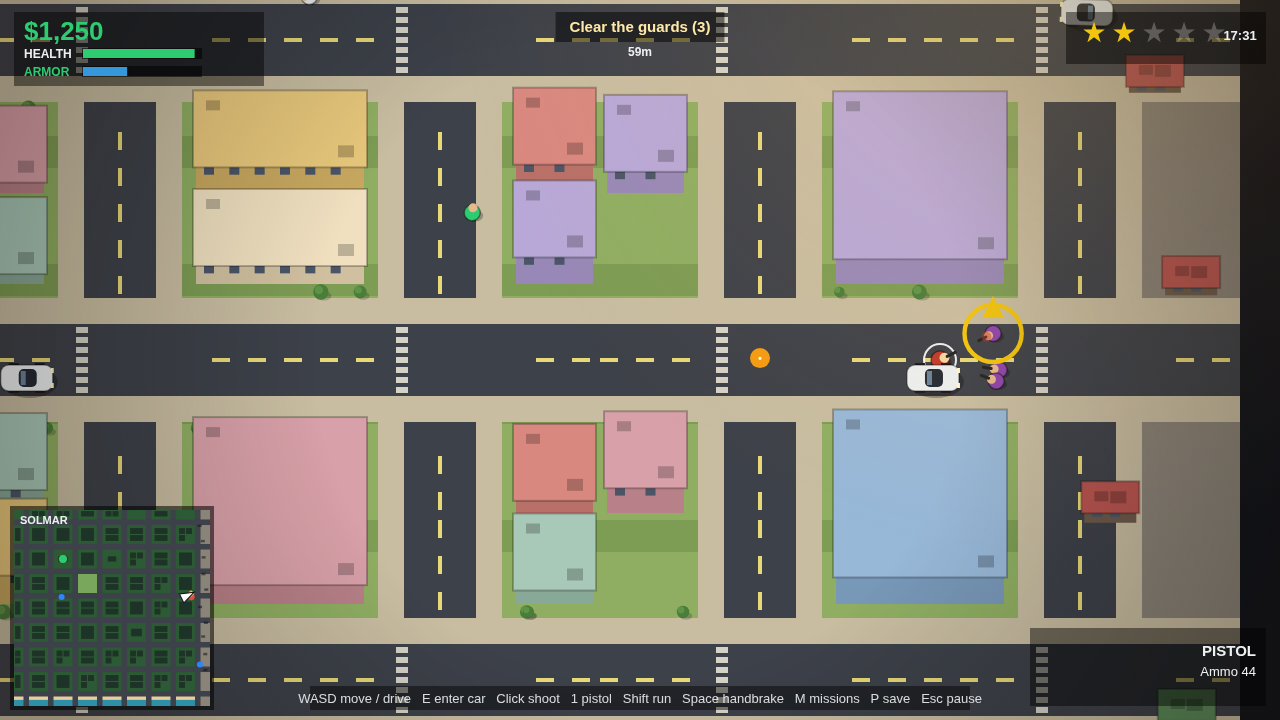 $1,250
HEALTH
ARMOR
Clear the guards (3)
59m
17:31
SOLMAR
PISTOL
Ammo 44
WASD move / drive E enter car Click shoot 1 pistol Shift run Space handbrake M missions P save Esc pause